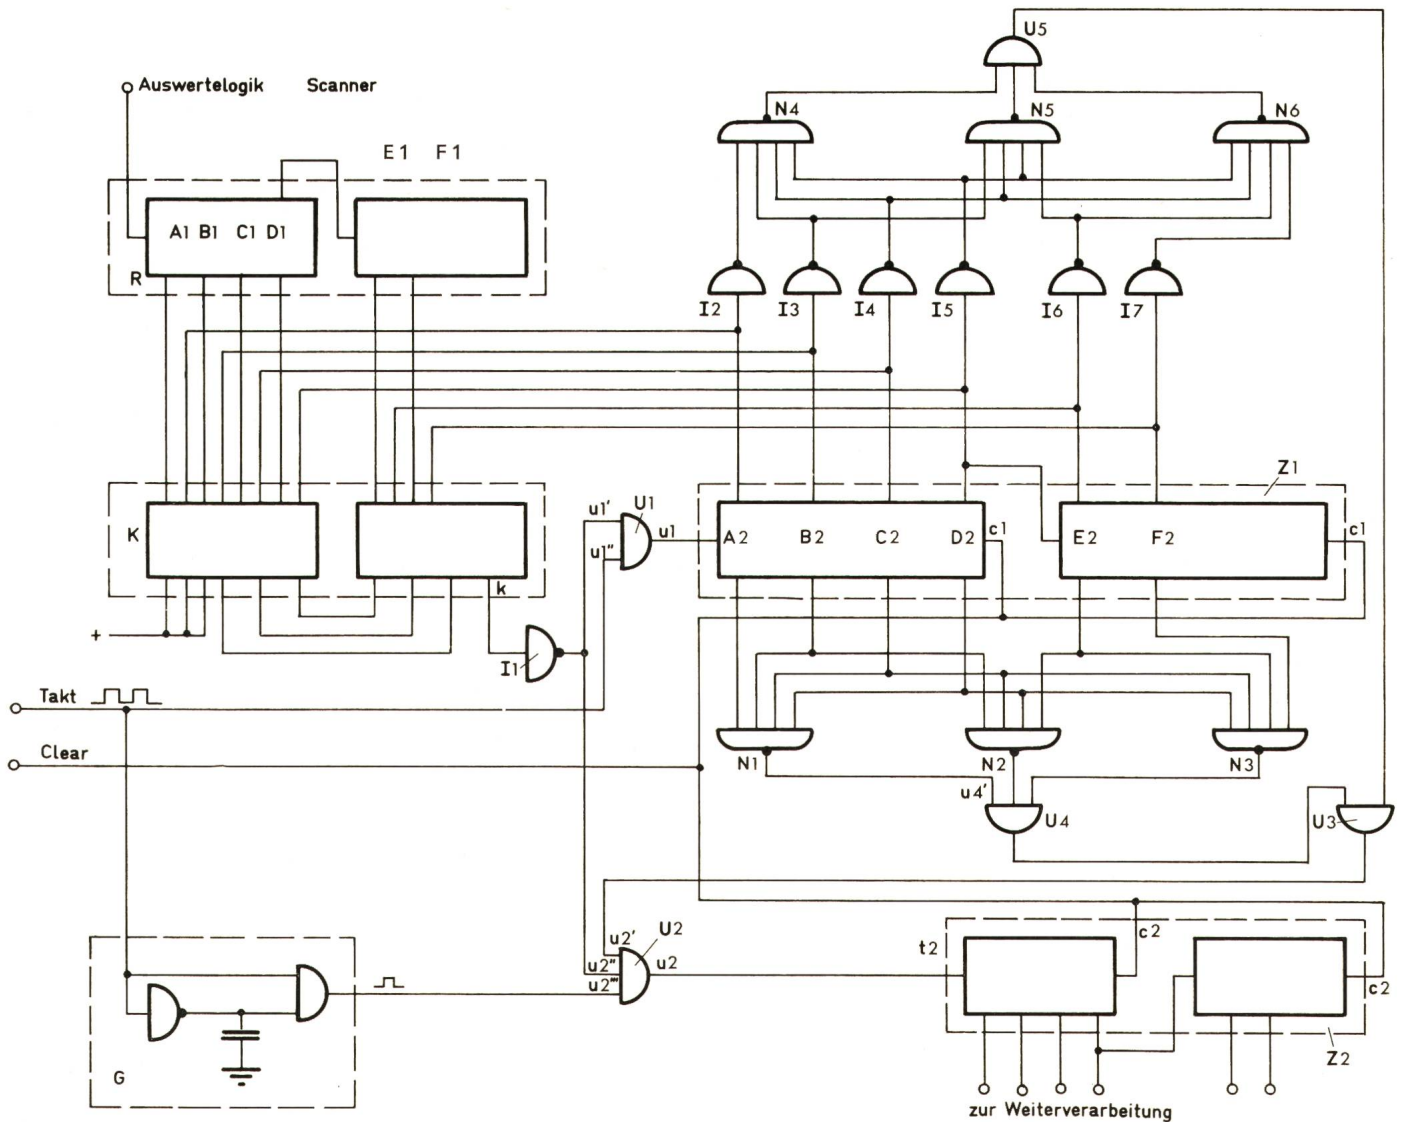 U5
Auswertelogik Scanner
N4 N5 N6
E1 F1
A1 B1 C1 D1
R
I2 I3 I4 I5 I6 I7
Z1
K
u1' U1
u1" u1
A2 B2 C2 D2 c1 E2 F2 c1
k
+
I1
Takt
Clear
N1 N2 N3
u4' U4 U3
u2' U2
u2" u2
u2'''
t2 c2 c2
G
Z2
zur Weiterverarbeitung